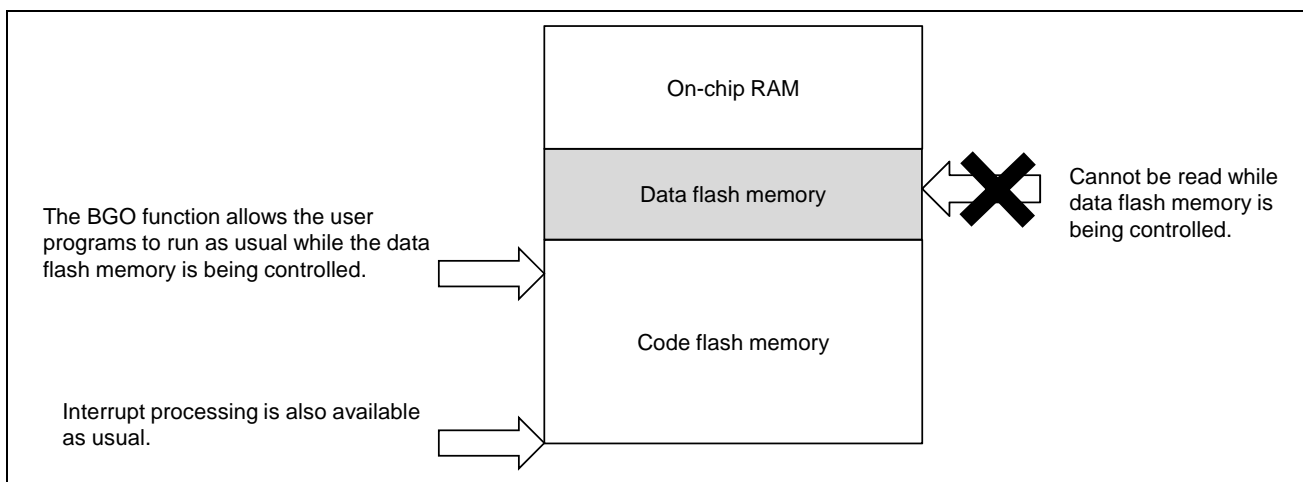 On-chip RAM
Data flash memory
Cannot be read while
data flash memory is
being controlled.
The BGO function allows the user
programs to run as usual while the data
flash memory is being controlled.
Code flash memory
Interrupt processing is also available
as usual.